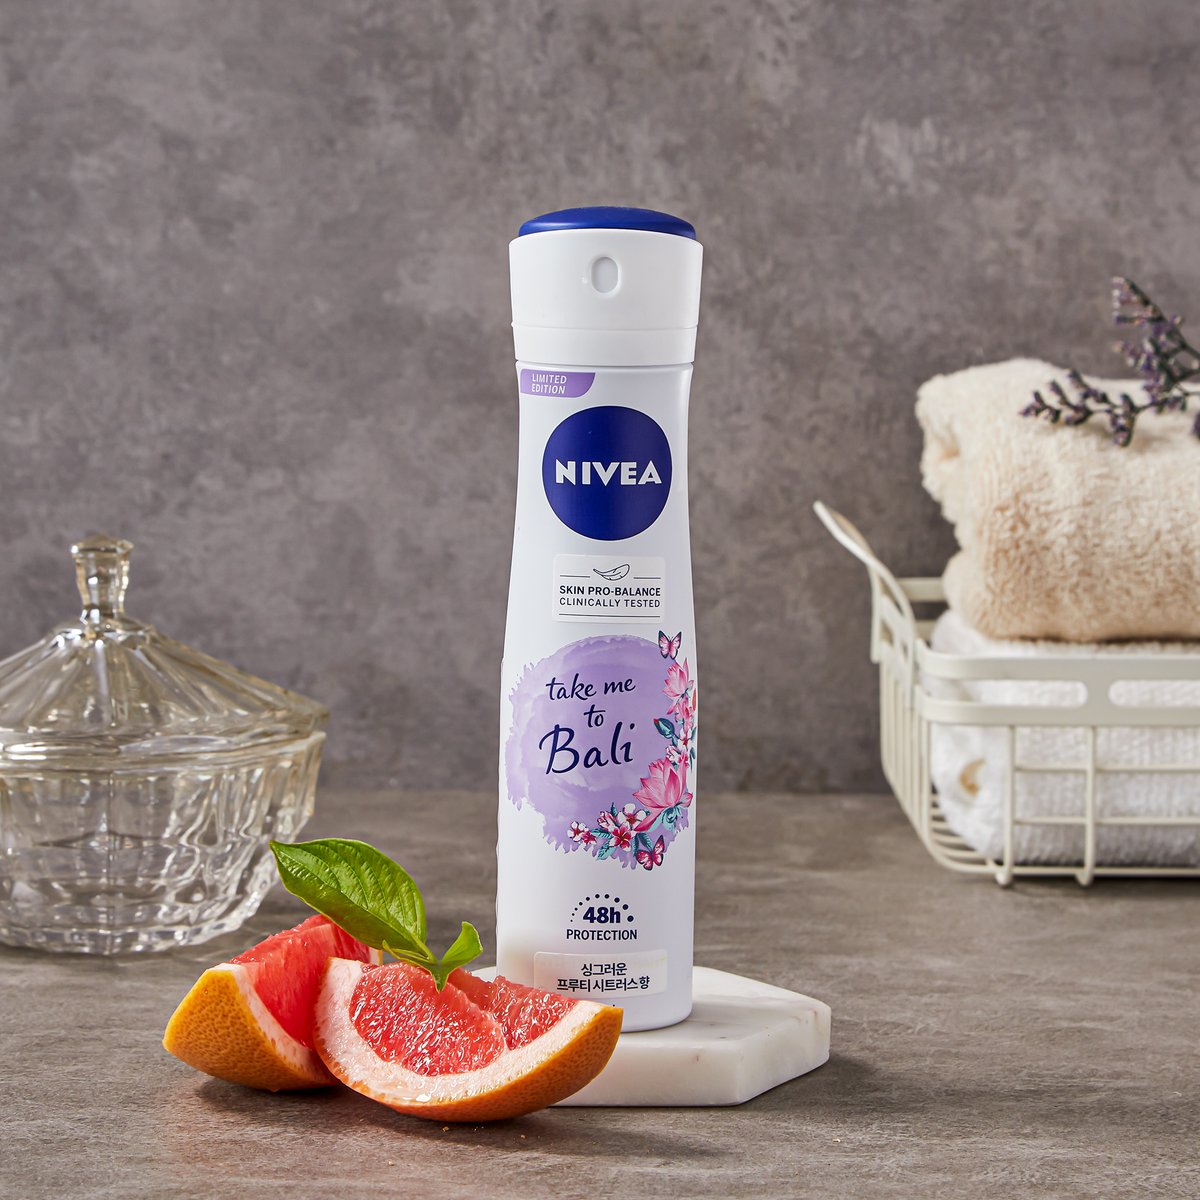 LIMITED
EDITION
NIVEA
SKIN PRO-BALANCE
CLINICALLY TESTED
take me
to
Bali
48h
PROTECTION
싱그러운
프루티 시트러스향